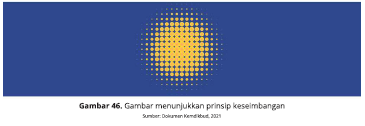 Gambar 46. Gambar menunjukkan prinsip keseimbangan
Sumber: Dokumen Kemdikbud, 2021